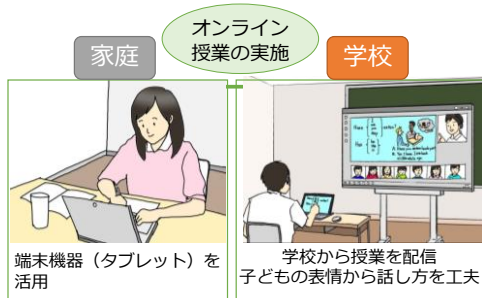 オンライン
授業の実施
家庭
学校
端末機器（タブレット）を
活用
学校から授業を配信
子どもの表情から話し方を工夫